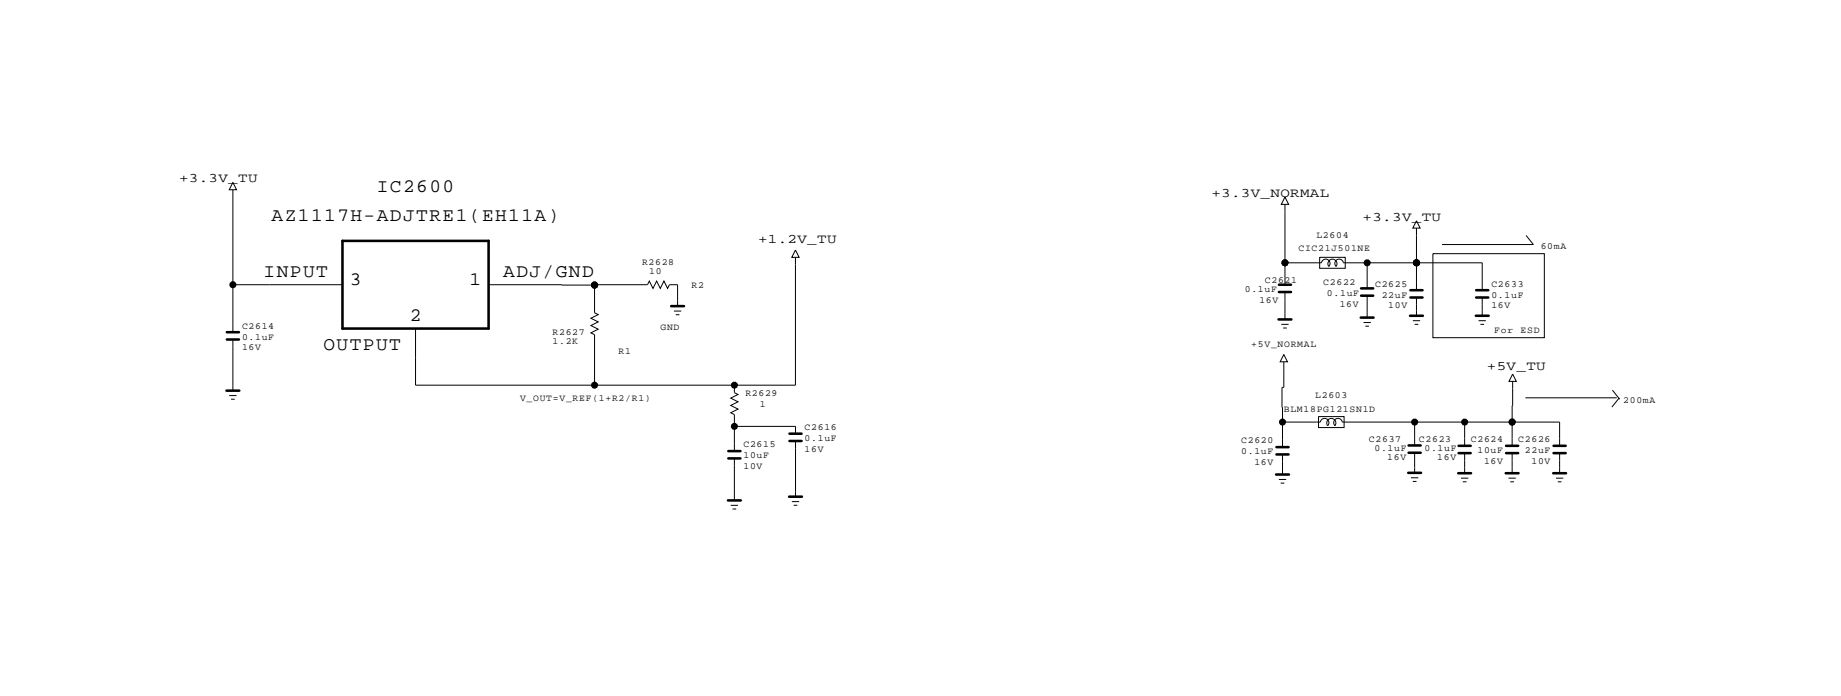 +3.3V_TU
IC2600
AZ1117H-ADJTRE1(EH11A)
INPUT
3
1
ADJ/GND
2
OUTPUT
C2614
0.1uF
16V
R2628
10
R2
GND
R2627
1.2K
R1
+1.2V_TU
V_OUT=V_REF(1+R2/R1)
R2629
1
C2615
10uF
10V
C2616
0.1uF
16V
+3.3V_NORMAL
+3.3V_TU
L2604
CIC21J501NE
60mA
C2621
0.1uF
16V
C2622
0.1uF
16V
C2625
22uF
10V
C2633
0.1uF
16V
For ESD
+5V_NORMAL
+5V_TU
L2603
BLM18PG121SN1D
200mA
C2620
0.1uF
16V
C2637
0.1uF
16V
C2623
0.1uF
16V
C2624
10uF
16V
C2626
22uF
10V